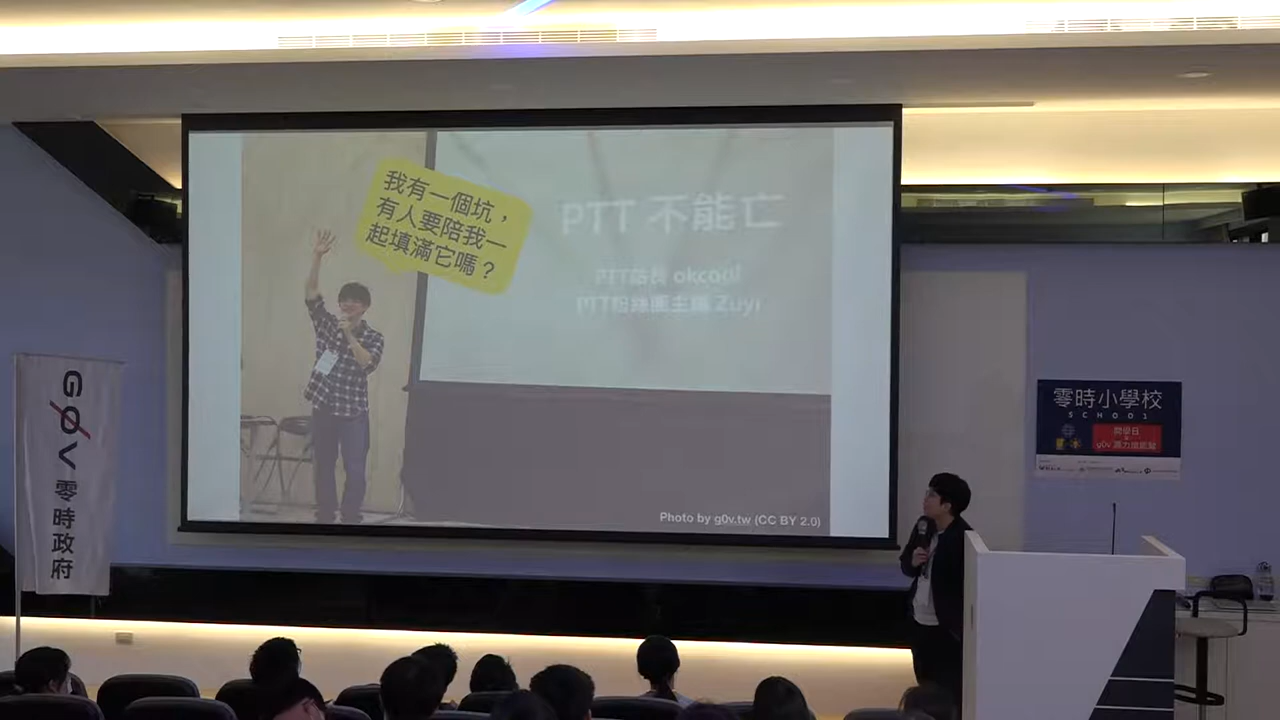 我有一個坑，
有人要陪我一
起填滿它嗎？
PTT 不能亡
PTT站長 okcool
PTT粉絲團主編 Zuyi
Photo by g0v.tw (CC BY 2.0)
G0V 零時政府
零時小學校
SCHOO1